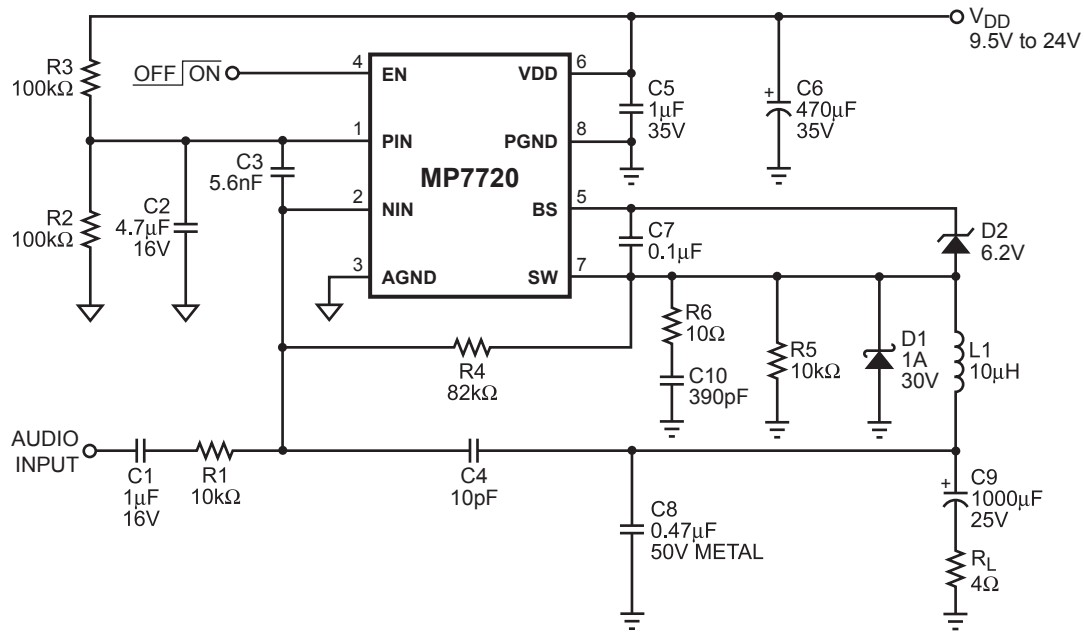 VDD
9.5V to 24V
R3
100kΩ
OFF ON
4
EN
VDD
6
C5
1µF
35V
+
C6
470µF
35V
1
PIN
PGND
8
C3
5.6nF
MP7720
R2
100kΩ
C2
4.7µF
16V
2
NIN
BS
5
C7
0.1µF
D2
6.2V
3
AGND
SW
7
R6
10Ω
R4
82kΩ
C10
390pF
R5
10kΩ
D1
1A
30V
L1
10µH
AUDIO
INPUT
C1
1µF
16V
R1
10kΩ
C4
10pF
C8
0.47µF
50V METAL
+
C9
1000µF
25V
RL
4Ω